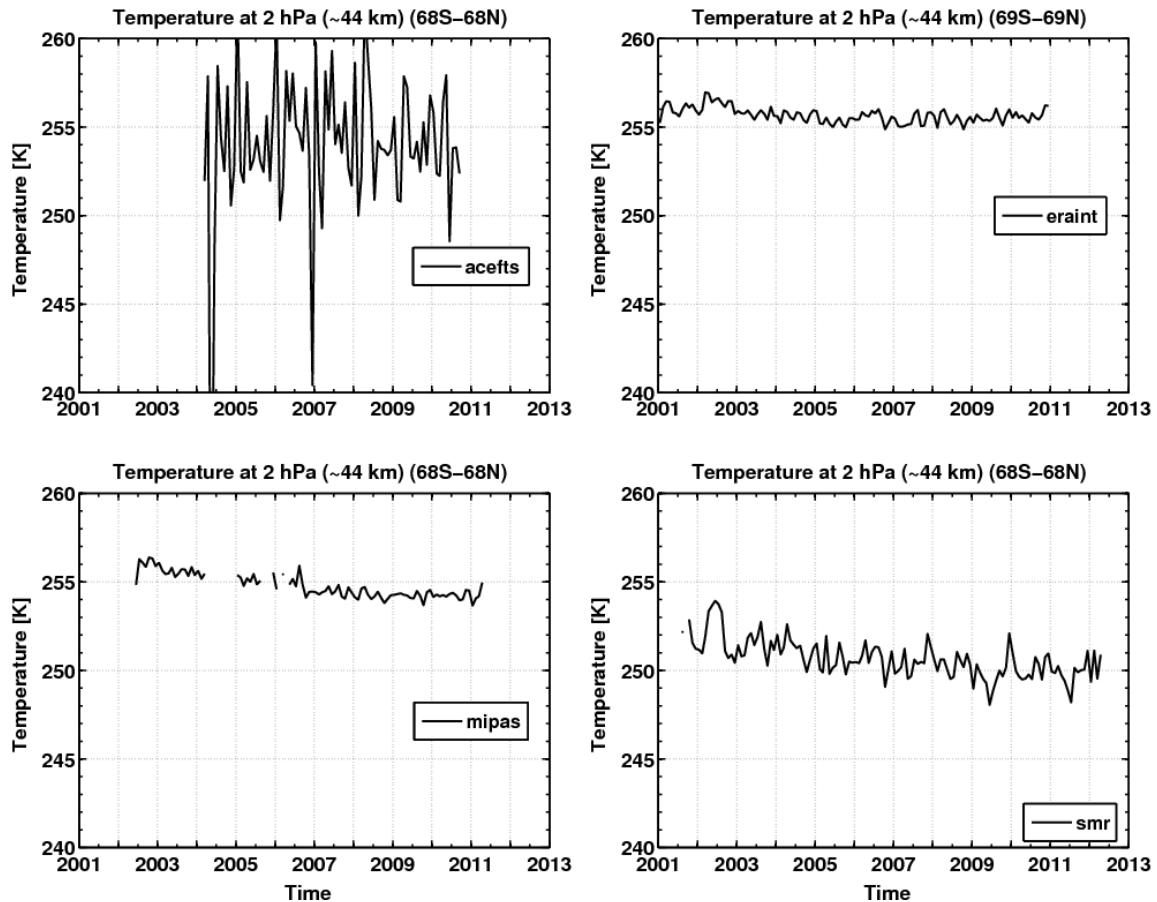 Temperature at 2 hPa (~44 km) (68S−68N)
Temperature [K]
260
255
250
245
240
acefts
2001 2003 2005 2007 2009 2011 2013
Temperature at 2 hPa (~44 km) (69S−69N)
Temperature [K]
260
255
250
245
240
eraint
2001 2003 2005 2007 2009 2011 2013
Temperature at 2 hPa (~44 km) (68S−68N)
Temperature [K]
260
255
250
245
240
mipas
2001 2003 2005 2007 2009 2011 2013
Time
Temperature at 2 hPa (~44 km) (68S−68N)
Temperature [K]
260
255
250
245
240
smr
2001 2003 2005 2007 2009 2011 2013
Time